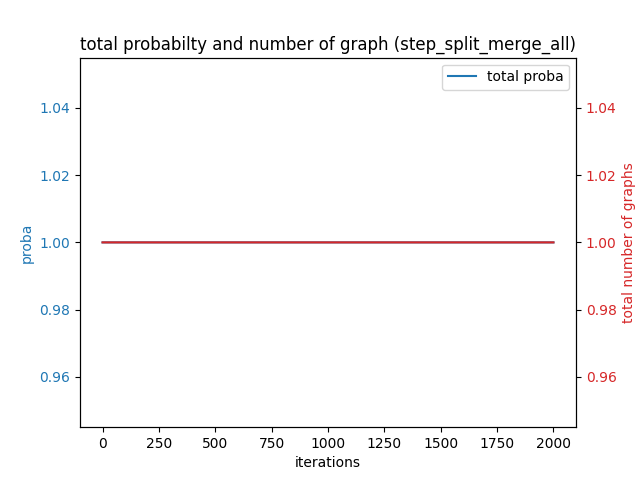 total probabilty and number of graph (step_split_merge_all)
total proba
1.04
1.02
1.00
0.98
0.96
proba
1.04
1.02
1.00
0.98
0.96
total number of graphs
0 250 500 750 1000 1250 1500 1750 2000
iterations